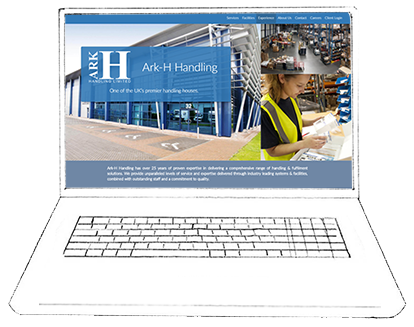 Services Facilities Experience About Us Contact Careers Client Login
ARK
H
HANDLING LIMITED
Ark-H Handling
One of the UK's premier handling houses.
32
Ark-H Handling has over 25 years of proven expertise in delivering a comprehensive range of handling & fulfilment
solutions. We provide unparalleled levels of service and expertise delivered through industry leading systems & facilities,
combined with outstanding staff and a commitment to quality.